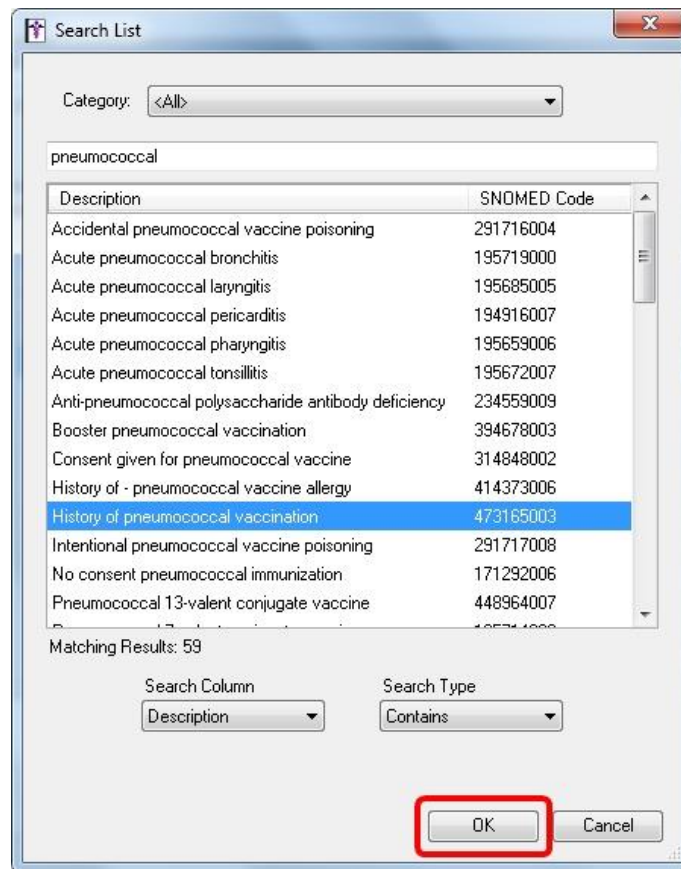 Search List
Category: <All>
pneumococcal
Description SNOMED Code
Accidental pneumococcal vaccine poisoning 291716004
Acute pneumococcal bronchitis 195719000
Acute pneumococcal laryngitis 195685005
Acute pneumococcal pericarditis 194916007
Acute pneumococcal pharyngitis 195659006
Acute pneumococcal tonsillitis 195672007
Anti-pneumococcal polysaccharide antibody deficiency 234559009
Booster pneumococcal vaccination 394678003
Consent given for pneumococcal vaccine 314848002
History of - pneumococcal vaccine allergy 414373006
History of pneumococcal vaccination 473165003
Intentional pneumococcal vaccine poisoning 291717008
No consent pneumococcal immunization 171292006
Pneumococcal 13-valent conjugate vaccine 448964007
Matching Results: 59
Search Column Search Type
Description Contains
OK Cancel